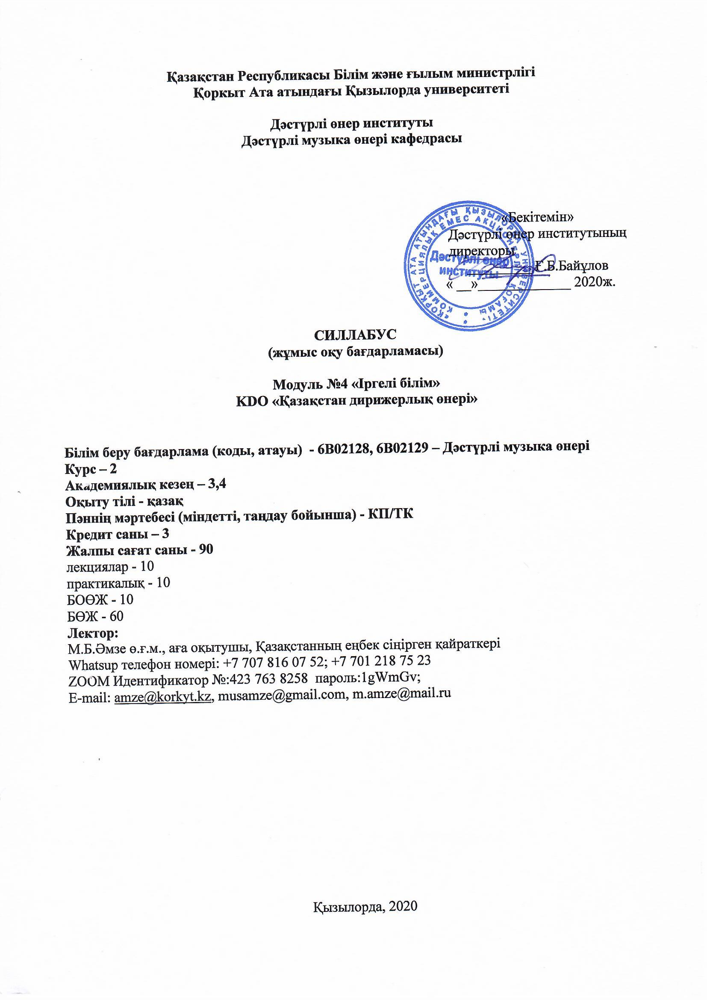 Қазақстан Республикасы Білім және ғылым министрлігі
Қоркыт Ата атындағы Қызылорда университеті
Дәстүрлі өнер институты
Дәстүрлі музыка өнері кафедрасы
«Бекітемін»
Дәстүрлі өнер институтының
директоры
Ғ.Б.Байұлов
« __»_____________ 2020ж.
«ҚОРҚЫТ АТА АТЫНДАҒЫ ҚЫЗЫЛОРДА УНИВЕРСИТЕТІ»
КОММЕРЦИЯЛЫҚ ЕМЕС АКЦИОНЕРЛІК ҚОҒАМЫ
Дәстүрлі өнер
институты
СИЛЛАБУС
(жұмыс оқу бағдарламасы)
Модуль №4 «Іргелі білім»
KDO «Қазақстан дирижерлық өнері»
Білім беру бағдарлама (коды, атауы) - 6В02128, 6В02129 – Дәстүрлі музыка өнері
Курс – 2
Академиялық кезең – 3,4
Оқыту тілі - қазақ
Пәннің мәртебесі (міндетті, таңдау бойынша) - КП/ТК
Кредит саны – 3
Жалпы сағат саны - 90
лекциялар - 10
практикалық - 10
БОӨЖ - 10
БӨЖ - 60
Лектор:
М.Б.Әмзе ө.ғ.м., аға оқытушы, Қазақстанның еңбек сіңірген қайраткері
Whatsup телефон номері: +7 707 816 07 52; +7 701 218 75 23
ZOOM Идентификатор №:423 763 8258 пароль:1gWmGv;
E-mail: amze@korkyt.kz, musamze@gmail.com, m.amze@mail.ru
Қызылорда, 2020